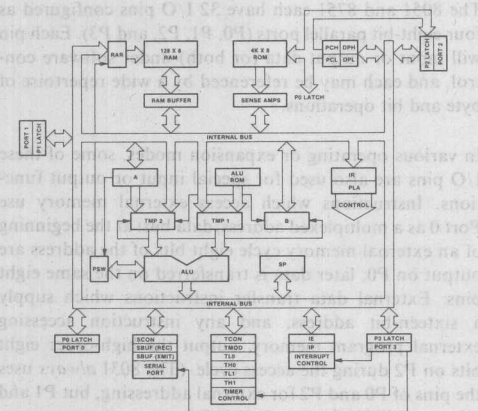 The 8051 and 8751 each have 32 I/O pins configured as
parallel ports (P0, P1, P2, and P3). Each pin
will
RAR
128 X 8
RAM
4K X 8
ROM
PCH DPH
PCL DPL
P2 LATCH
PORT 2
P0 LATCH
and each may be referenced by a wide repertoire of
RAM BUFFER
SENSE AMPS
byte and bit operations
PORT 1
P1 LATCH
INTERNAL BUS
In various operating or expansion modes, some of these
I/O pins are also used for special input or output func-
A
ALU
ROM
IR
PLA
CONTROL
tions. Instructions which access external memory use
Port 0 as a multiplexed address/data bus: at the beginning
TMP 2
TMP 1
B
of an external memory cycle eight bits of the address are
output on P0; later data is transferred on the same eight
PSW
ALU
SP
pins. External data transfer instructions which supply
a sixteen-bit address, and any instruction accessing
INTERNAL BUS
external program memory, output the high-order eight
P0 LATCH
PORT 0
SCON
SBUF (REC)
SBUF (XMIT)
SERIAL
PORT
TCON
TMOD
TL0
TH0
TL1
TH1
TIMER
CONTROL
IE
IP
INTERRUPT
CONTROL
P3 LATCH
PORT 3
bits on P2 during the access cycle. The 8031 always uses
the pins of P0 and P2 for external addressing, but P1 and